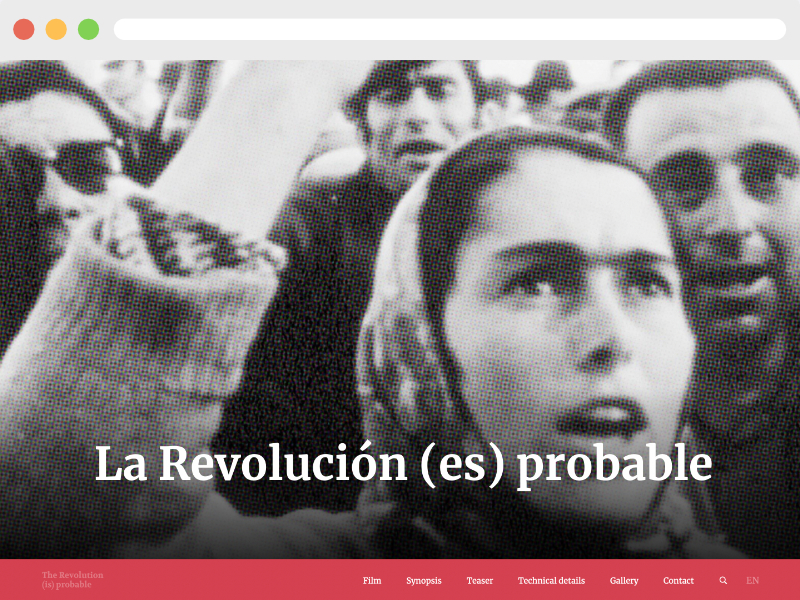 La Revolución (es) probable
The Revolution
(is) probable
Film Synopsis Teaser Technical details Gallery Contact EN